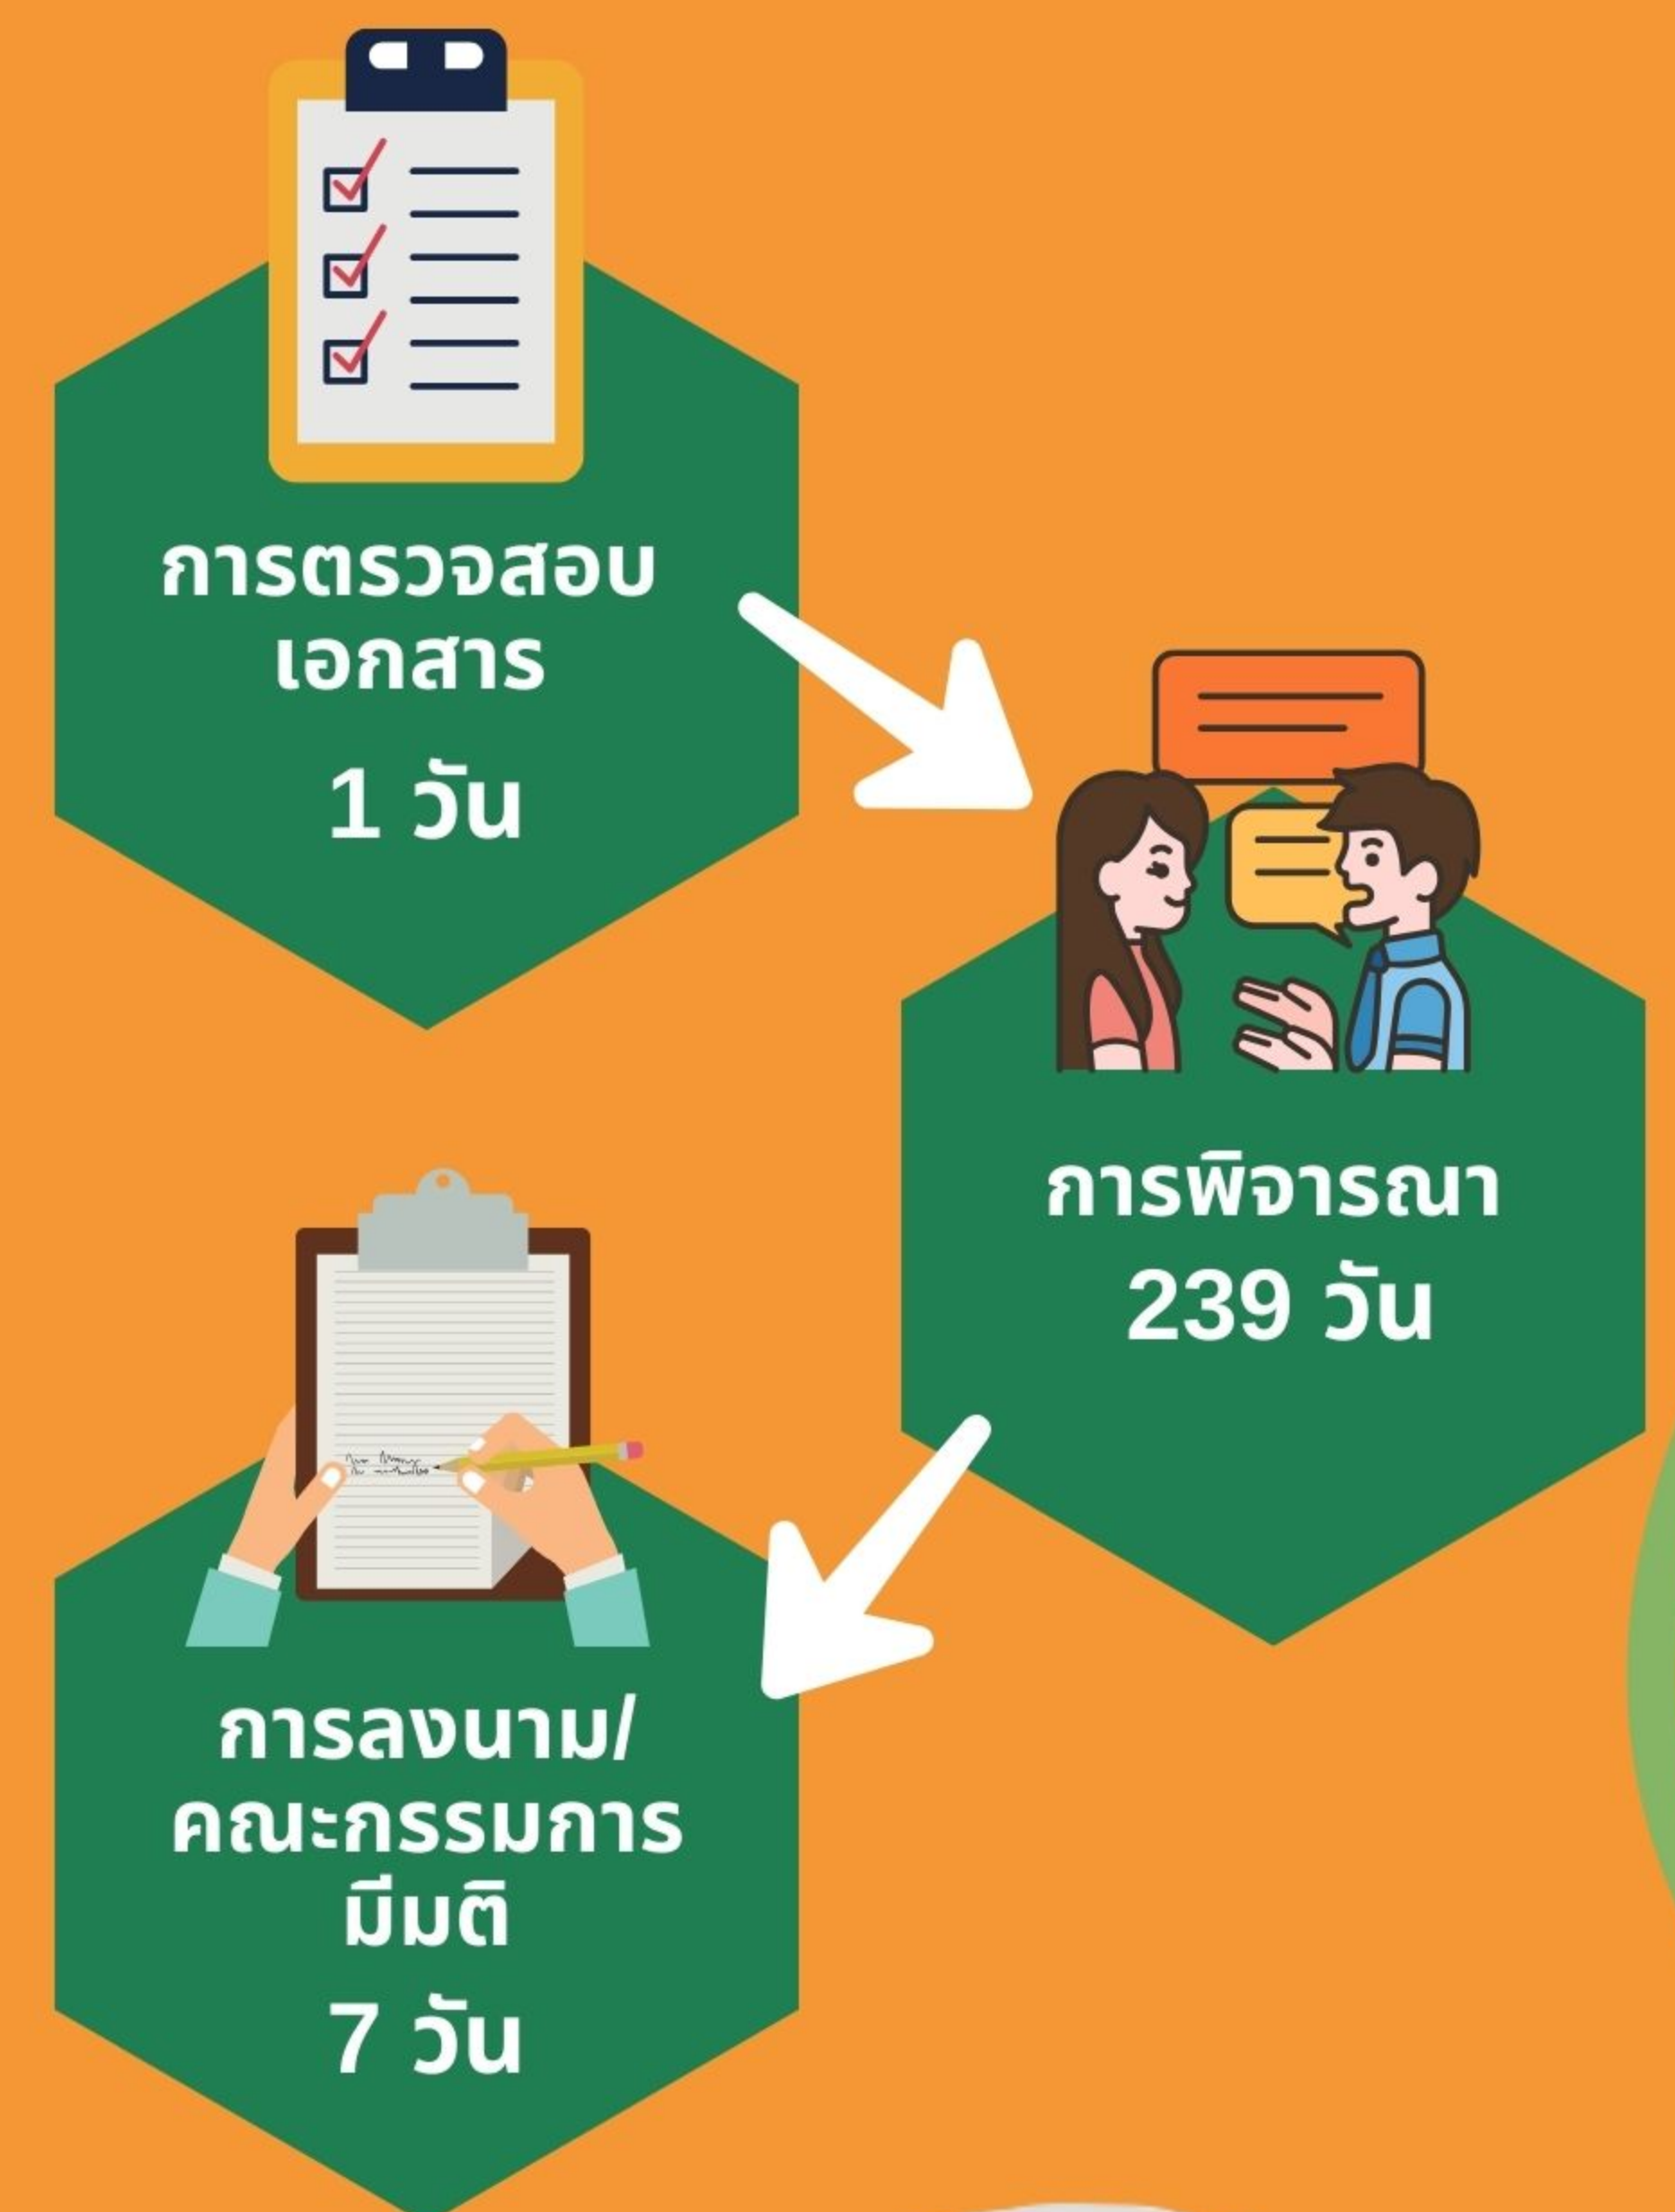 การตรวจสอบ
เอกสาร
1 วัน
การพิจารณา
239 วัน
การลงนาม/
คณะกรรมการ
มีมติ
7 วัน